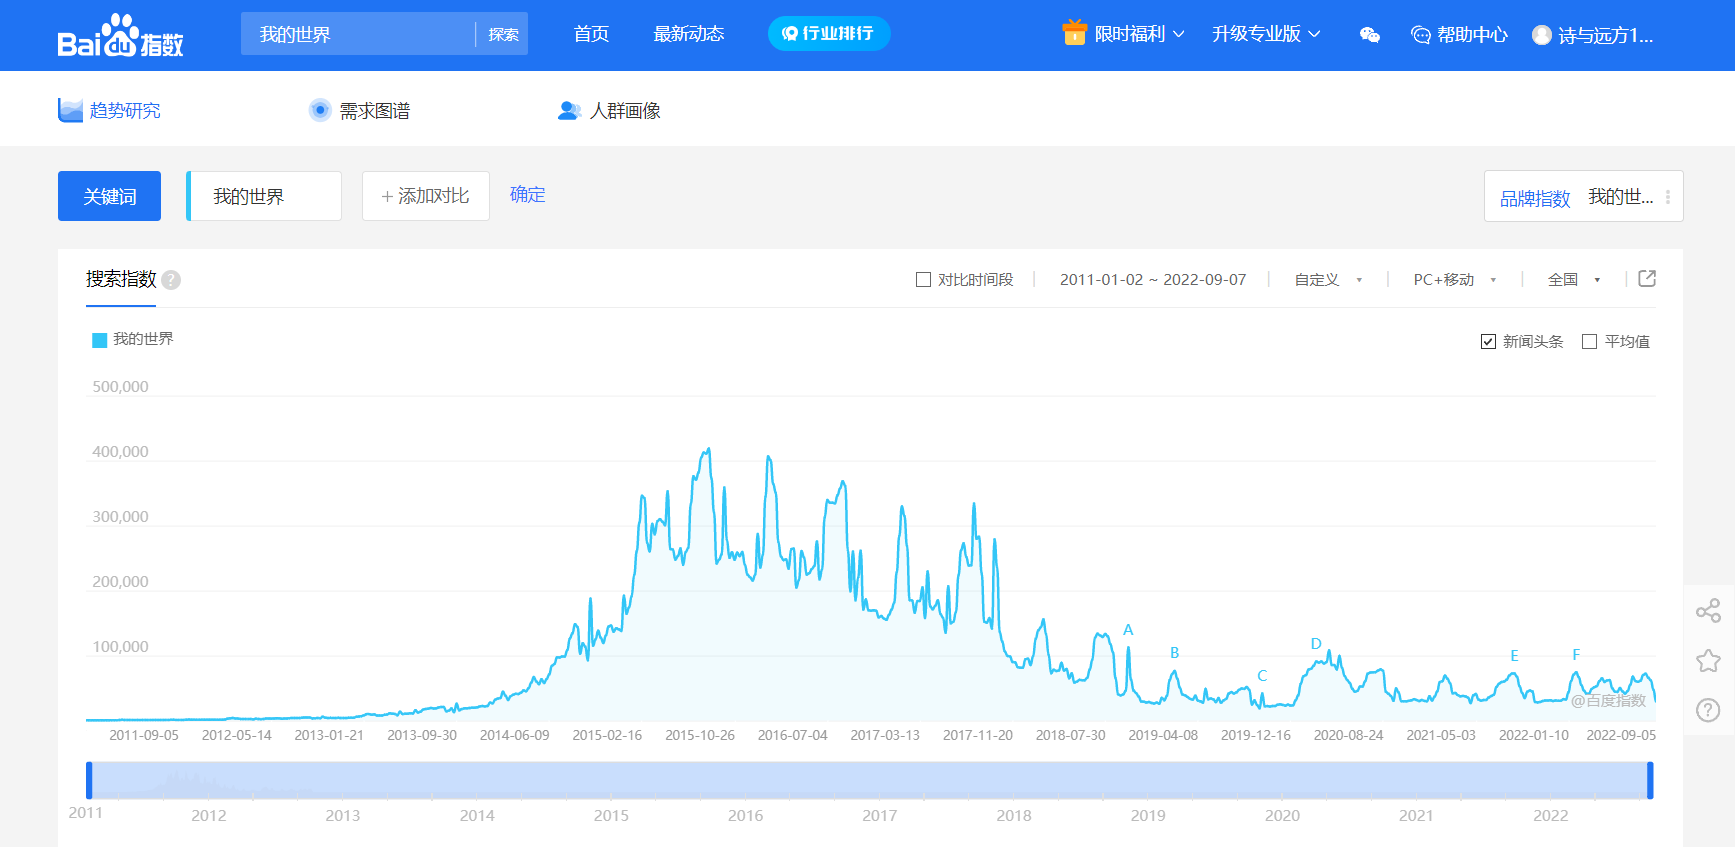 Bai du 指数
我的世界 探索 首页 最新动态 行业排行 限时福利 升级专业版 帮助中心 诗与远方1...
趋势研究 需求图谱 人群画像
关键词 我的世界 + 添加对比 确定 品牌指数 我的世...
搜索指数 ? 对比时间段 2011-01-02 ~ 2022-09-07 自定义 PC+移动 全国
我的世界 新闻头条 平均值
500,000
400,000
300,000
200,000
100,000
A
B
C
D
E
F
@百度指数
2011-09-05 2012-05-14 2013-01-21 2013-09-30 2014-06-09 2015-02-16 2015-10-26 2016-07-04 2017-03-13 2017-11-20 2018-07-30 2019-04-08 2019-12-16 2020-08-24 2021-05-03 2022-01-10 2022-09-05
2011 2012 2013 2014 2015 2016 2017 2018 2019 2020 2021 2022